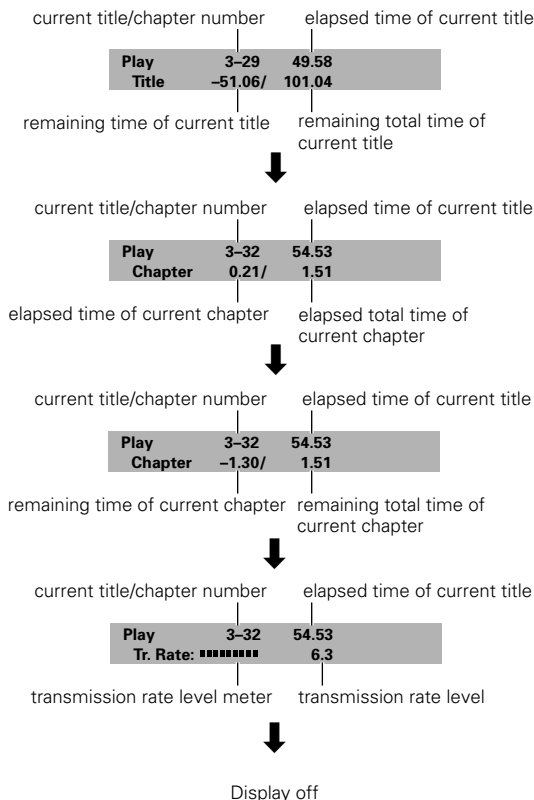 current title/chapter number elapsed time of current title
Play 3–29 49.58
Title –51.06/ 101.04
remaining time of current title remaining total time of
current title
current title/chapter number elapsed time of current title
Play 3–32 54.53
Chapter 0.21/ 1.51
elapsed time of current chapter elapsed total time of
current chapter
current title/chapter number elapsed time of current title
Play 3–32 54.53
Chapter –1.30/ 1.51
remaining time of current chapter remaining total time of
current chapter
current title/chapter number elapsed time of current title
Play 3–32 54.53
Tr. Rate: 6.3
transmission rate level meter transmission rate level
Display off